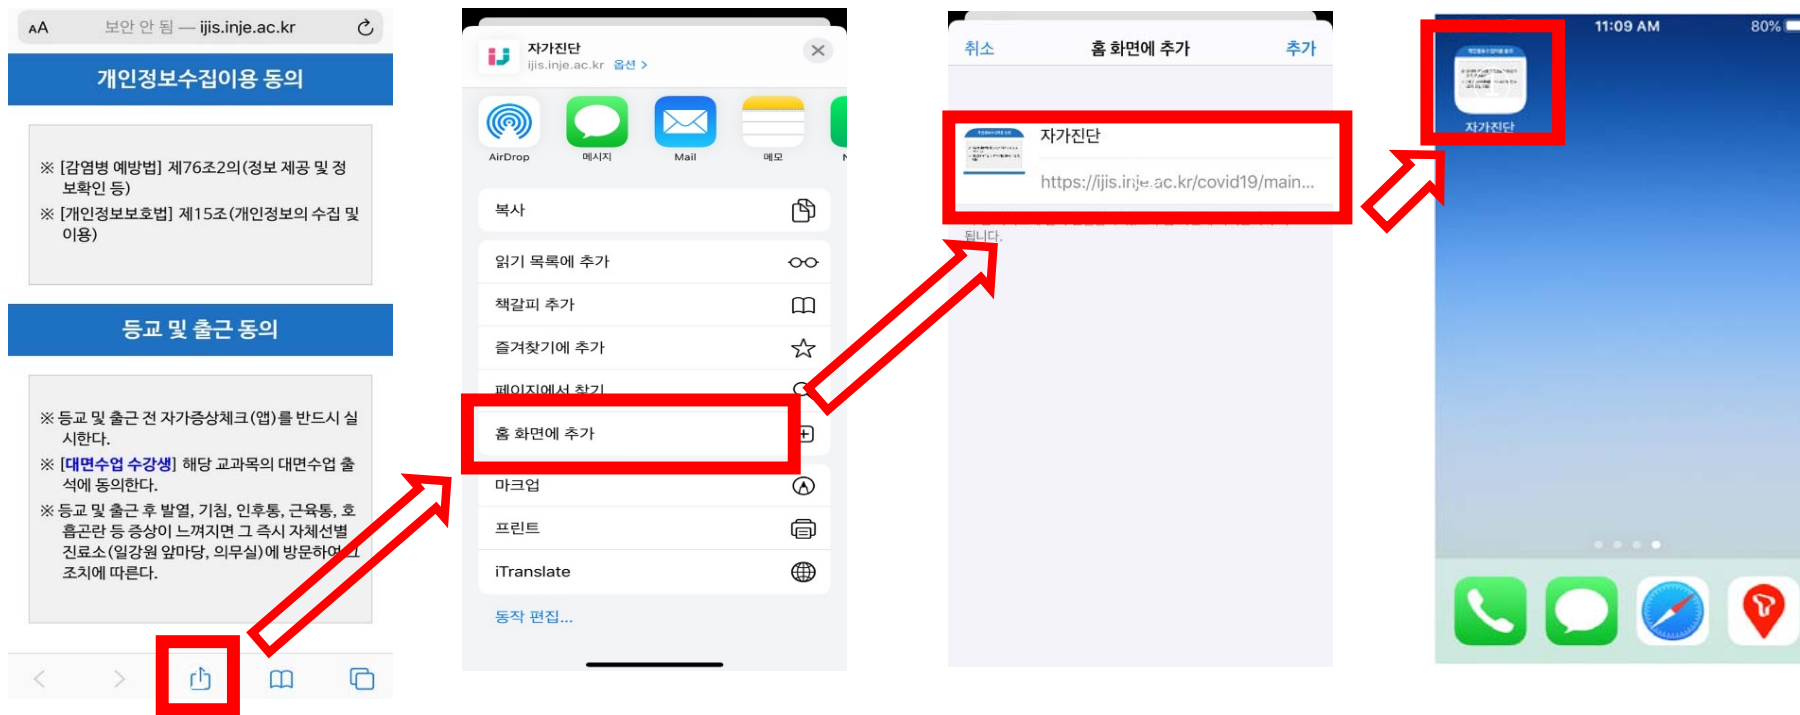 AA 보안 안 됨 — ijis.inje.ac.kr
개인정보수집이용 동의
※ [감염병 예방법] 제76조2의(정보 제공 및 정
보확인 등)
※ [개인정보보호법] 제15조(개인정보의 수집 및
이용)
등교 및 출근 동의
※ 등교 및 출근 전 자가증상체크(앱)를 반드시 실
시한다.
※ [대면수업 수강생] 해당 교과목의 대면수업 출
석에 동의한다.
※ 등교 및 출근 후 발열, 기침, 인후통, 근육통, 호
흡곤란 등 증상이 느껴지면 그 즉시 자체선별
진료소(일강원 앞마당, 의무실)에 방문하여 그
조치에 따른다.
자가진단
ijis.inje.ac.kr 옵션 >
AirDrop 메시지 Mail 메모
복사
읽기 목록에 추가
책갈피 추가
즐겨찾기에 추가
페이지에서 찾기
홈 화면에 추가
마크업
프린트
iTranslate
동작 편집...
취소 홈 화면에 추가 추가
자가진단
https://ijis.inje.ac.kr/covid19/main...
됩니다.
11:09 AM 80%
자가진단